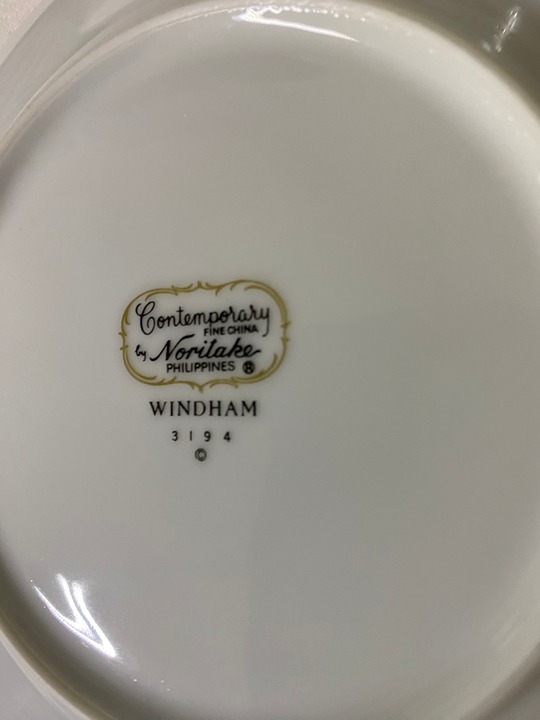 Contemporary
FINE CHINA
by Noritake
PHILIPPINES ®
WINDHAM
3194
©